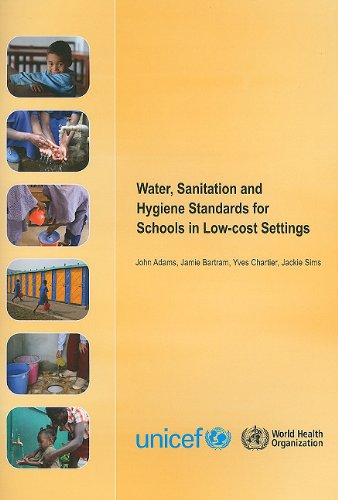 Water, Sanitation and
Hygiene Standards for
Schools in Low-cost Settings
John Adams, Jamie Bartram, Yves Chartier, Jackie Sims
unicef
World Health
Organization